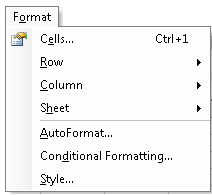 Format
Cells... Ctrl+1
Row
Column
Sheet
AutoFormat...
Conditional Formatting...
Style...